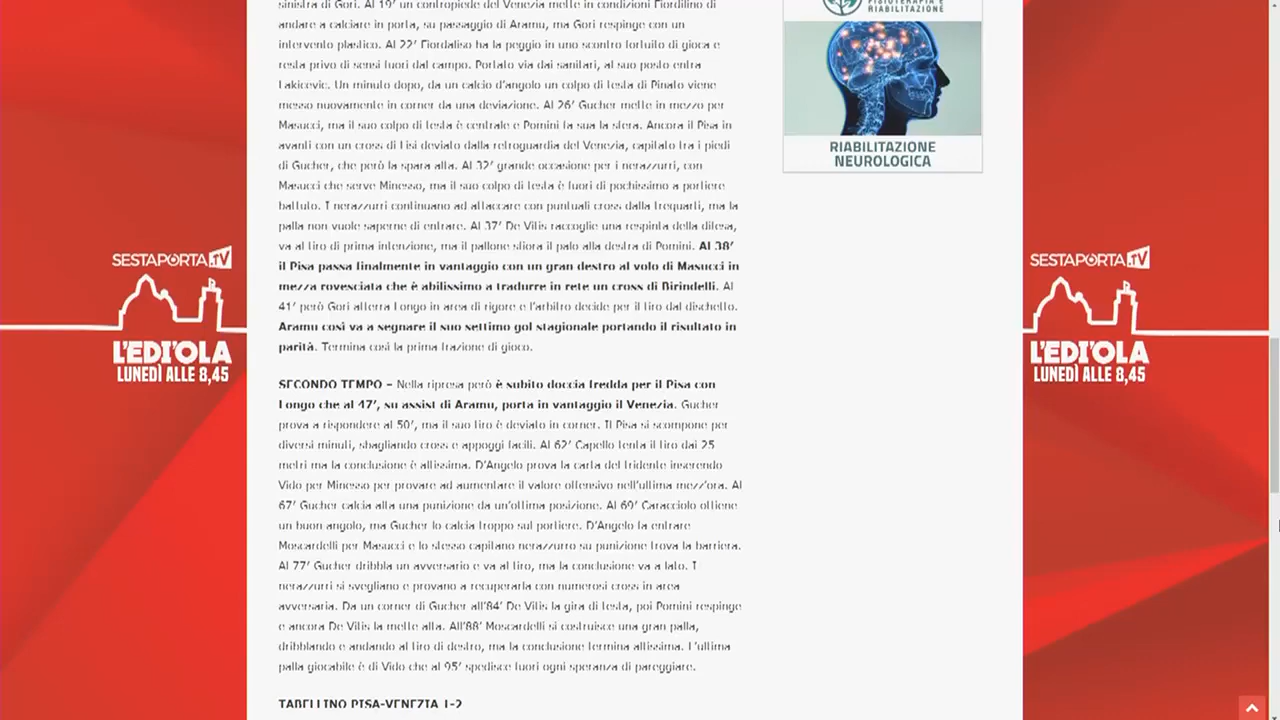 sinistra di Gori. Al 19’ un contropiede del Venezia mette in condizioni Fiordilino di
andare a calciare in porta, su passaggio di Aramu, ma Gori respinge con un
intervento plastico. Al 22’ Fiordaliso ha la peggio in uno scontro fortuito di gioca e
resta privo di sensi fuori dal campo. Portato via dai sanitari, al suo posto entra
Lakicevic. Un minuto dopo, da un calcio d’angolo un colpo di testa di Pinato viene
messo nuovamente in corner da una deviazione. Al 26’ Gucher mette in mezzo per
Masucci, ma il suo colpo di testa è centrale e Pomini fa sua la sfera. Ancora il Pisa in
avanti con un cross di Lisi deviato dalla retroguardia del Venezia, capitato tra i piedi
di Gucher, che però la spara alta. Al 32’ grande occasione per i nerazzurri, con
Masucci che serve Minesso, ma il suo colpo di testa è fuori di pochissimo a portiere
battuto. I nerazzurri continuano ad attaccare con puntuali cross dalla trequarti, ma la
palla non vuole saperne di entrare. Al 37’ De Vitis raccoglie una respinta della difesa,
va al tiro di prima intenzione, ma il pallone sfiora il palo alla destra di Pomini. Al 38’
il Pisa passa finalmente in vantaggio con un gran destro al volo di Masucci in
mezza rovesciata che è abilissimo a tradurre in rete un cross di Birindelli. Al
41’ però Gori atterra Longo in area di rigore e l’arbitro decide per il tiro dal dischetto.
Aramu così va a segnare il suo settimo gol stagionale portando il risultato in
parità. Termina così la prima frazione di gioco.
SECONDO TEMPO – Nella ripresa però è subito doccia fredda per il Pisa con
Longo che al 47’, su assist di Aramu, porta in vantaggio il Venezia. Gucher
prova a rispondere al 50’, ma il suo tiro è deviato in corner. Il Pisa si scompone per
diversi minuti, sbagliando cross e appoggi facili. Al 62’ Capello tenta il tiro dai 25
metri ma la conclusione è altissima. D’Angelo prova la carta del tridente inserendo
Vido per Minesso per provare ad aumentare il valore offensivo nell’ultima mezz’ora. Al
67’ Gucher calcia alta una punizione da un’ottima posizione. Al 69’ Caracciolo ottiene
un buon angolo, ma Gucher lo calcia troppo sul portiere. D’Angelo fa entrare
Moscardelli per Masucci e lo stesso capitano nerazzurro su punizione trova la barriera.
Al 77’ Gucher dribbla un avversario e va al tiro, ma la conclusione va a lato. I
nerazzurri si svegliano e provano a recuperarla con numerosi cross in area
avversaria. Da un corner di Gucher all’84’ De Vitis la gira di testa, poi Pomini respinge
e ancora De Vitis la mette alta. All’88’ Moscardelli si costruisce una gran palla,
dribblando e andando al tiro di destro, ma la conclusione termina altissima. L’ultima
palla giocabile è di Vido che al 95’ spedisce fuori ogni speranza di pareggiare.
TABELLINO PISA-VENEZIA 1-2
FISIOTERAPIA E
RIABILITAZIONE
RIABILITAZIONE
NEUROLOGICA
SESTAPORTA.TV
L’EDI’OLA
LUNEDÌ ALLE 8,45
SESTAPORTA.TV
L’EDI’OLA
LUNEDÌ ALLE 8,45